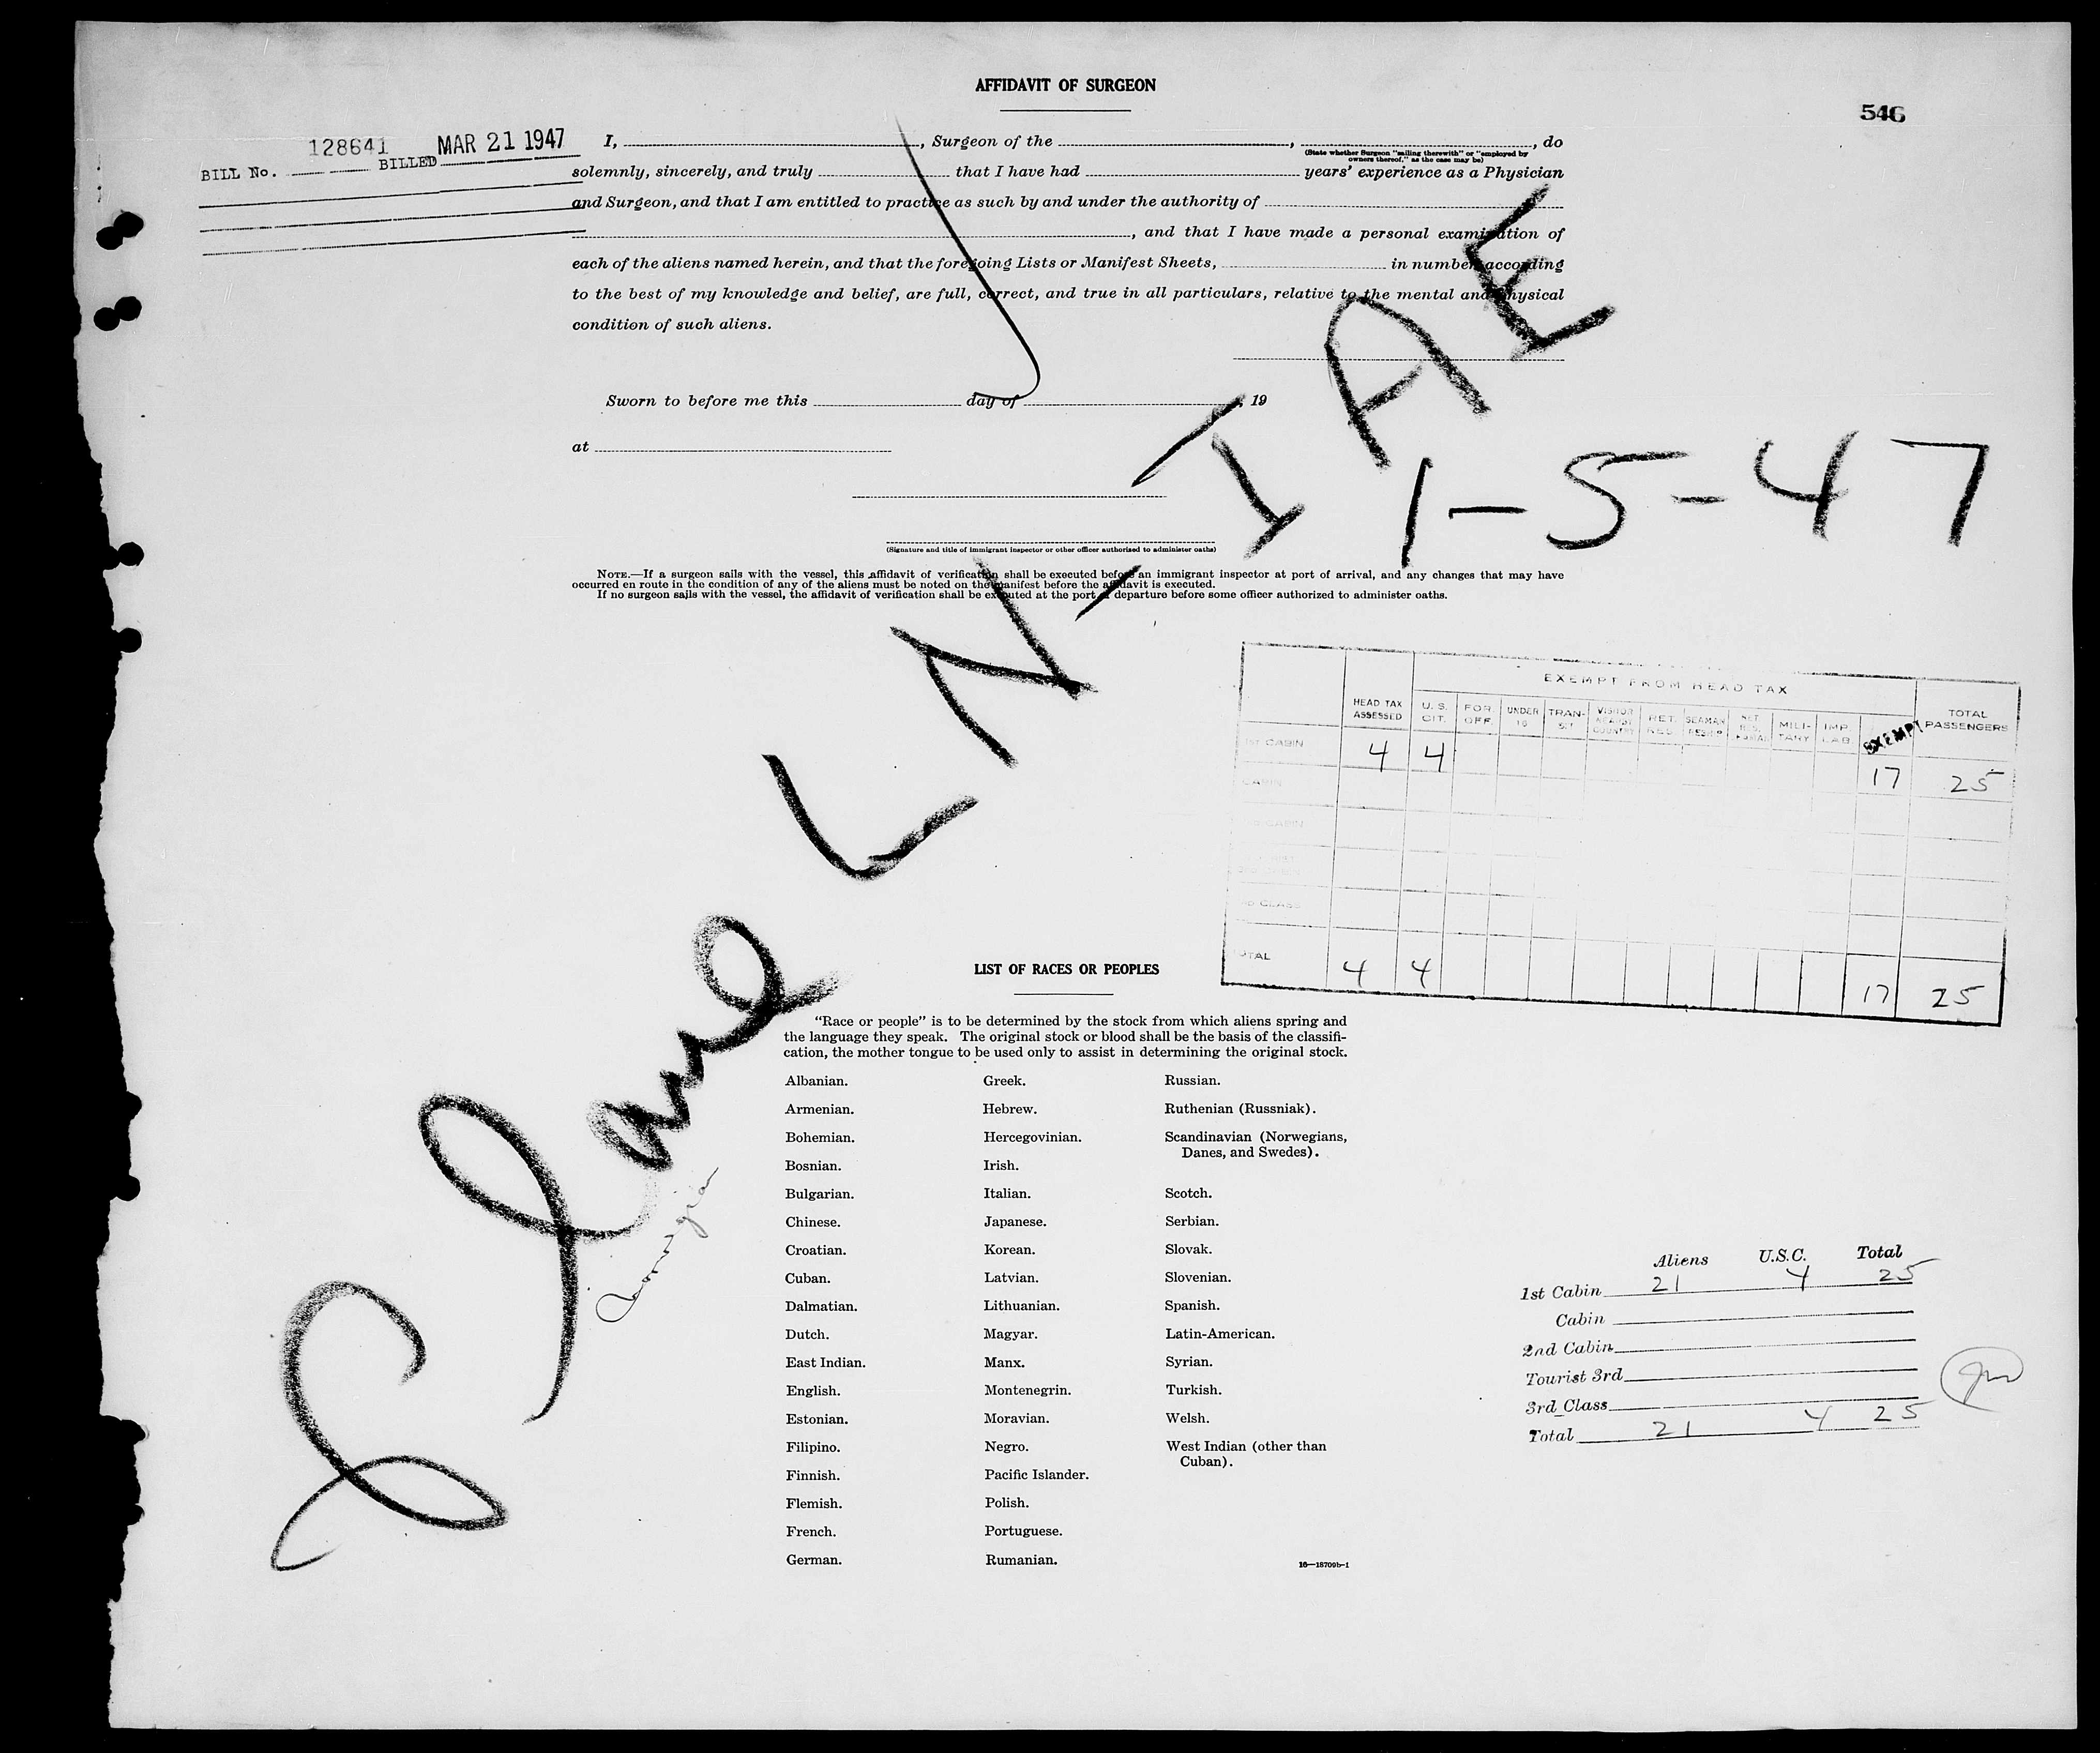 AFFIDAVIT OF SURGEON
546
BILL No. 128641 BILLED MAR 21 1947
I, , Surgeon of the , , do
(State whether Surgeon "sailing therewith" or "employed by
owners thereof," as the case may be)
solemnly, sincerely, and truly that I have had years' experience as a Physician
and Surgeon, and that I am entitled to practice as such by and under the authority of
, and that I have made a personal examination of
each of the aliens named herein, and that the foregoing Lists or Manifest Sheets, in number, according
to the best of my knowledge and belief, are full, correct, and true in all particulars, relative to the mental and physical
condition of such aliens.
Sworn to before me this day of , 19
at
(Signature and title of immigrant inspector or other officer authorized to administer oaths)
NOTE.—If a surgeon sails with the vessel, this affidavit of verification shall be executed before an immigrant inspector at port of arrival, and any changes that may have
occurred en route in the condition of any of the aliens must be noted on the manifest before the affidavit is executed.
If no surgeon sails with the vessel, the affidavit of verification shall be executed at the port of departure before some officer authorized to administer oaths.
Plane LN-IAE
1-5-47
EXEMPT FROM HEAD TAX
HEAD TAX ASSESSED U.S. CIT. FOR. OFF. UNDER 16 TRANSIT VISITOR NEARBY COUNTRY RET. RES. SEAMAN MILITARY IMP. LAB. EXEMPT TOTAL PASSENGERS
1ST CABIN 4 4 17 25
CABIN
CABIN
3D CLASS
TOTAL 4 4 17 25
LIST OF RACES OR PEOPLES
"Race or people" is to be determined by the stock from which aliens spring and
the language they speak. The original stock or blood shall be the basis of the classifi-
cation, the mother tongue to be used only to assist in determining the original stock.
Albanian.
Armenian.
Bohemian.
Bosnian.
Bulgarian.
Chinese.
Croatian.
Cuban.
Dalmatian.
Dutch.
East Indian.
English.
Estonian.
Filipino.
Finnish.
Flemish.
French.
German.
Greek.
Hebrew.
Hercegovinian.
Irish.
Italian.
Japanese.
Korean.
Latvian.
Lithuanian.
Magyar.
Manx.
Montenegrin.
Moravian.
Negro.
Pacific Islander.
Polish.
Portuguese.
Rumanian.
Russian.
Ruthenian (Russniak).
Scandinavian (Norwegians,
Danes, and Swedes).
Scotch.
Serbian.
Slovak.
Slovenian.
Spanish.
Latin-American.
Syrian.
Turkish.
Welsh.
West Indian (other than
Cuban).
16—18709b-1
Aliens U.S.C. Total
1st Cabin 21 4 25
Cabin
2nd Cabin
Tourist 3rd
3rd Class
Total 21 4 25